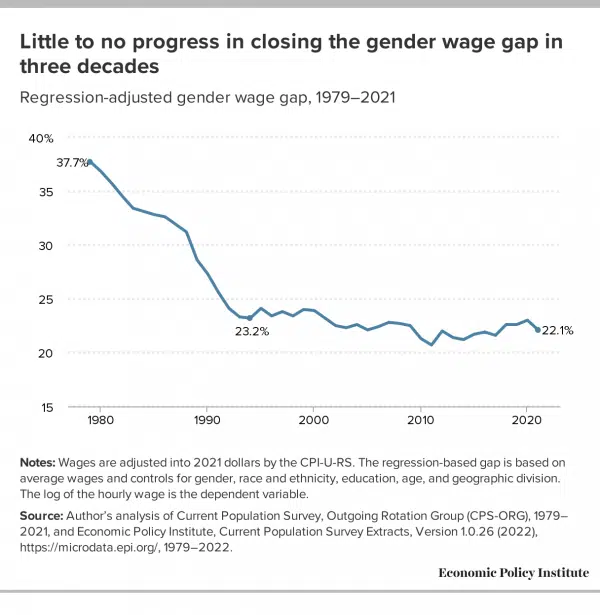 Little to no progress in closing the gender wage gap in
three decades
Regression-adjusted gender wage gap, 1979–2021
40%
37.7%
35
30
25
23.2%
22.1%
20
15
1980
1990
2000
2010
2020
Notes: Wages are adjusted into 2021 dollars by the CPI-U-RS. The regression-based gap is based on
average wages and controls for gender, race and ethnicity, education, age, and geographic division.
The log of the hourly wage is the dependent variable.
Source: Author’s analysis of Current Population Survey, Outgoing Rotation Group (CPS-ORG), 1979–
2021, and Economic Policy Institute, Current Population Survey Extracts, Version 1.0.26 (2022),
https://microdata.epi.org/, 1979–2022.
Economic Policy Institute